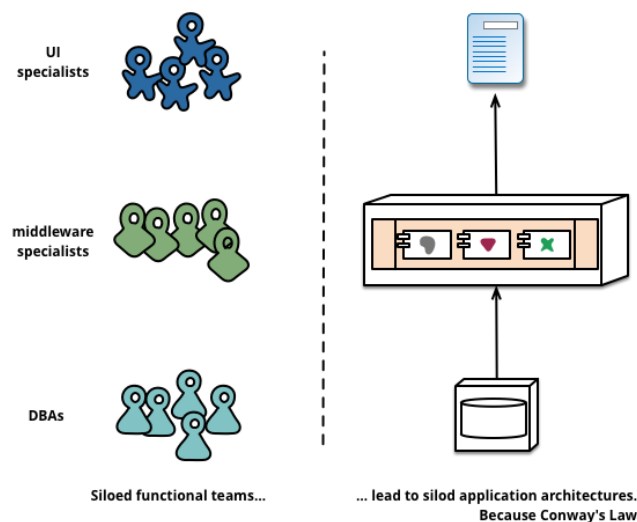 UI
specialists
middleware
specialists
DBAs
Siloed functional teams...
... lead to silod application architectures.
Because Conway's Law